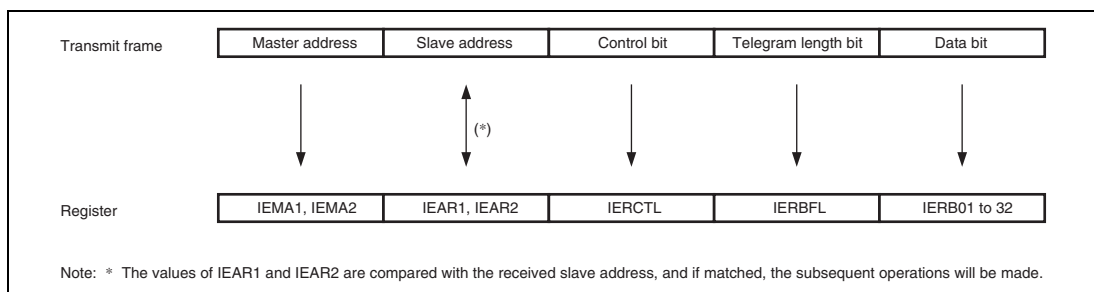 Transmit frame Master address Slave address Control bit Telegram length bit Data bit
(*)
Register IEMA1, IEMA2 IEAR1, IEAR2 IERCTL IERBFL IERB01 to 32
Note: * The values of IEAR1 and IEAR2 are compared with the received slave address, and if matched, the subsequent operations will be made.